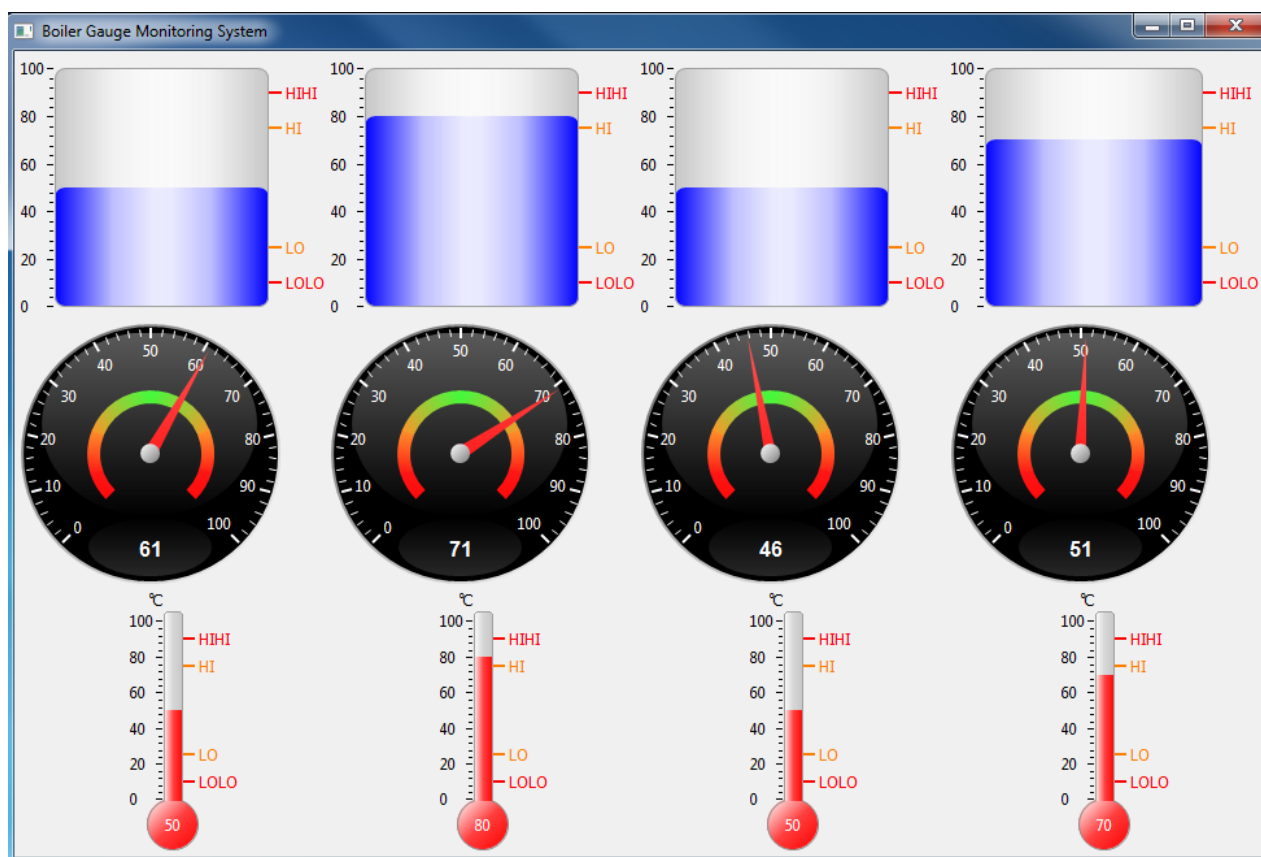 Boiler Gauge Monitoring System
100 100 100 100
HIHI HIHI HIHI HIHI
80 HI 80 HI 80 HI 80 HI
60 60 60 60
40 40 40 40
LO LO LO LO
20 20 20 20
LOLO LOLO LOLO LOLO
0 0 0 0
0 10 20 30 40 50 60 70 80 90 100
61
0 10 20 30 40 50 60 70 80 90 100
71
0 10 20 30 40 50 60 70 80 90 100
46
0 10 20 30 40 50 60 70 80 90 100
51
℃ ℃ ℃ ℃
100 100 100 100
HIHI HIHI HIHI HIHI
80 HI 80 HI 80 HI 80 HI
60 60 60 60
40 40 40 40
LO LO LO LO
20 20 20 20
LOLO LOLO LOLO LOLO
0 0 0 0
50 80 50 70